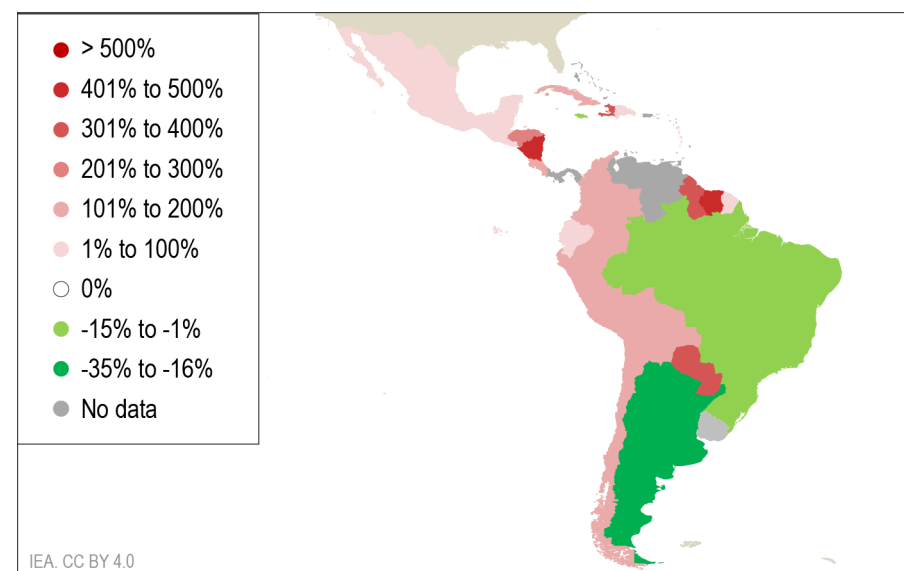 > 500%
401% to 500%
301% to 400%
201% to 300%
101% to 200%
1% to 100%
0%
-15% to -1%
-35% to -16%
No data
IEA. CC BY 4.0